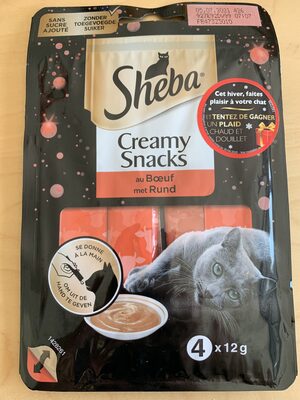 SANS
SUCRE
AJOUTÉ
ZONDER
TOEGEVOEGDE
SUIKER
Sheba
Creamy
Snacks
au Bœuf
met Rund
Cet hiver, faites
plaisir à votre chat
ET TENTEZ DE GAGNER
UN PLAID
CHAUD ET
DOUILLET
SE DONNE
À LA MAIN
OM UIT DE
HAND TE GEVEN
4 x 12g